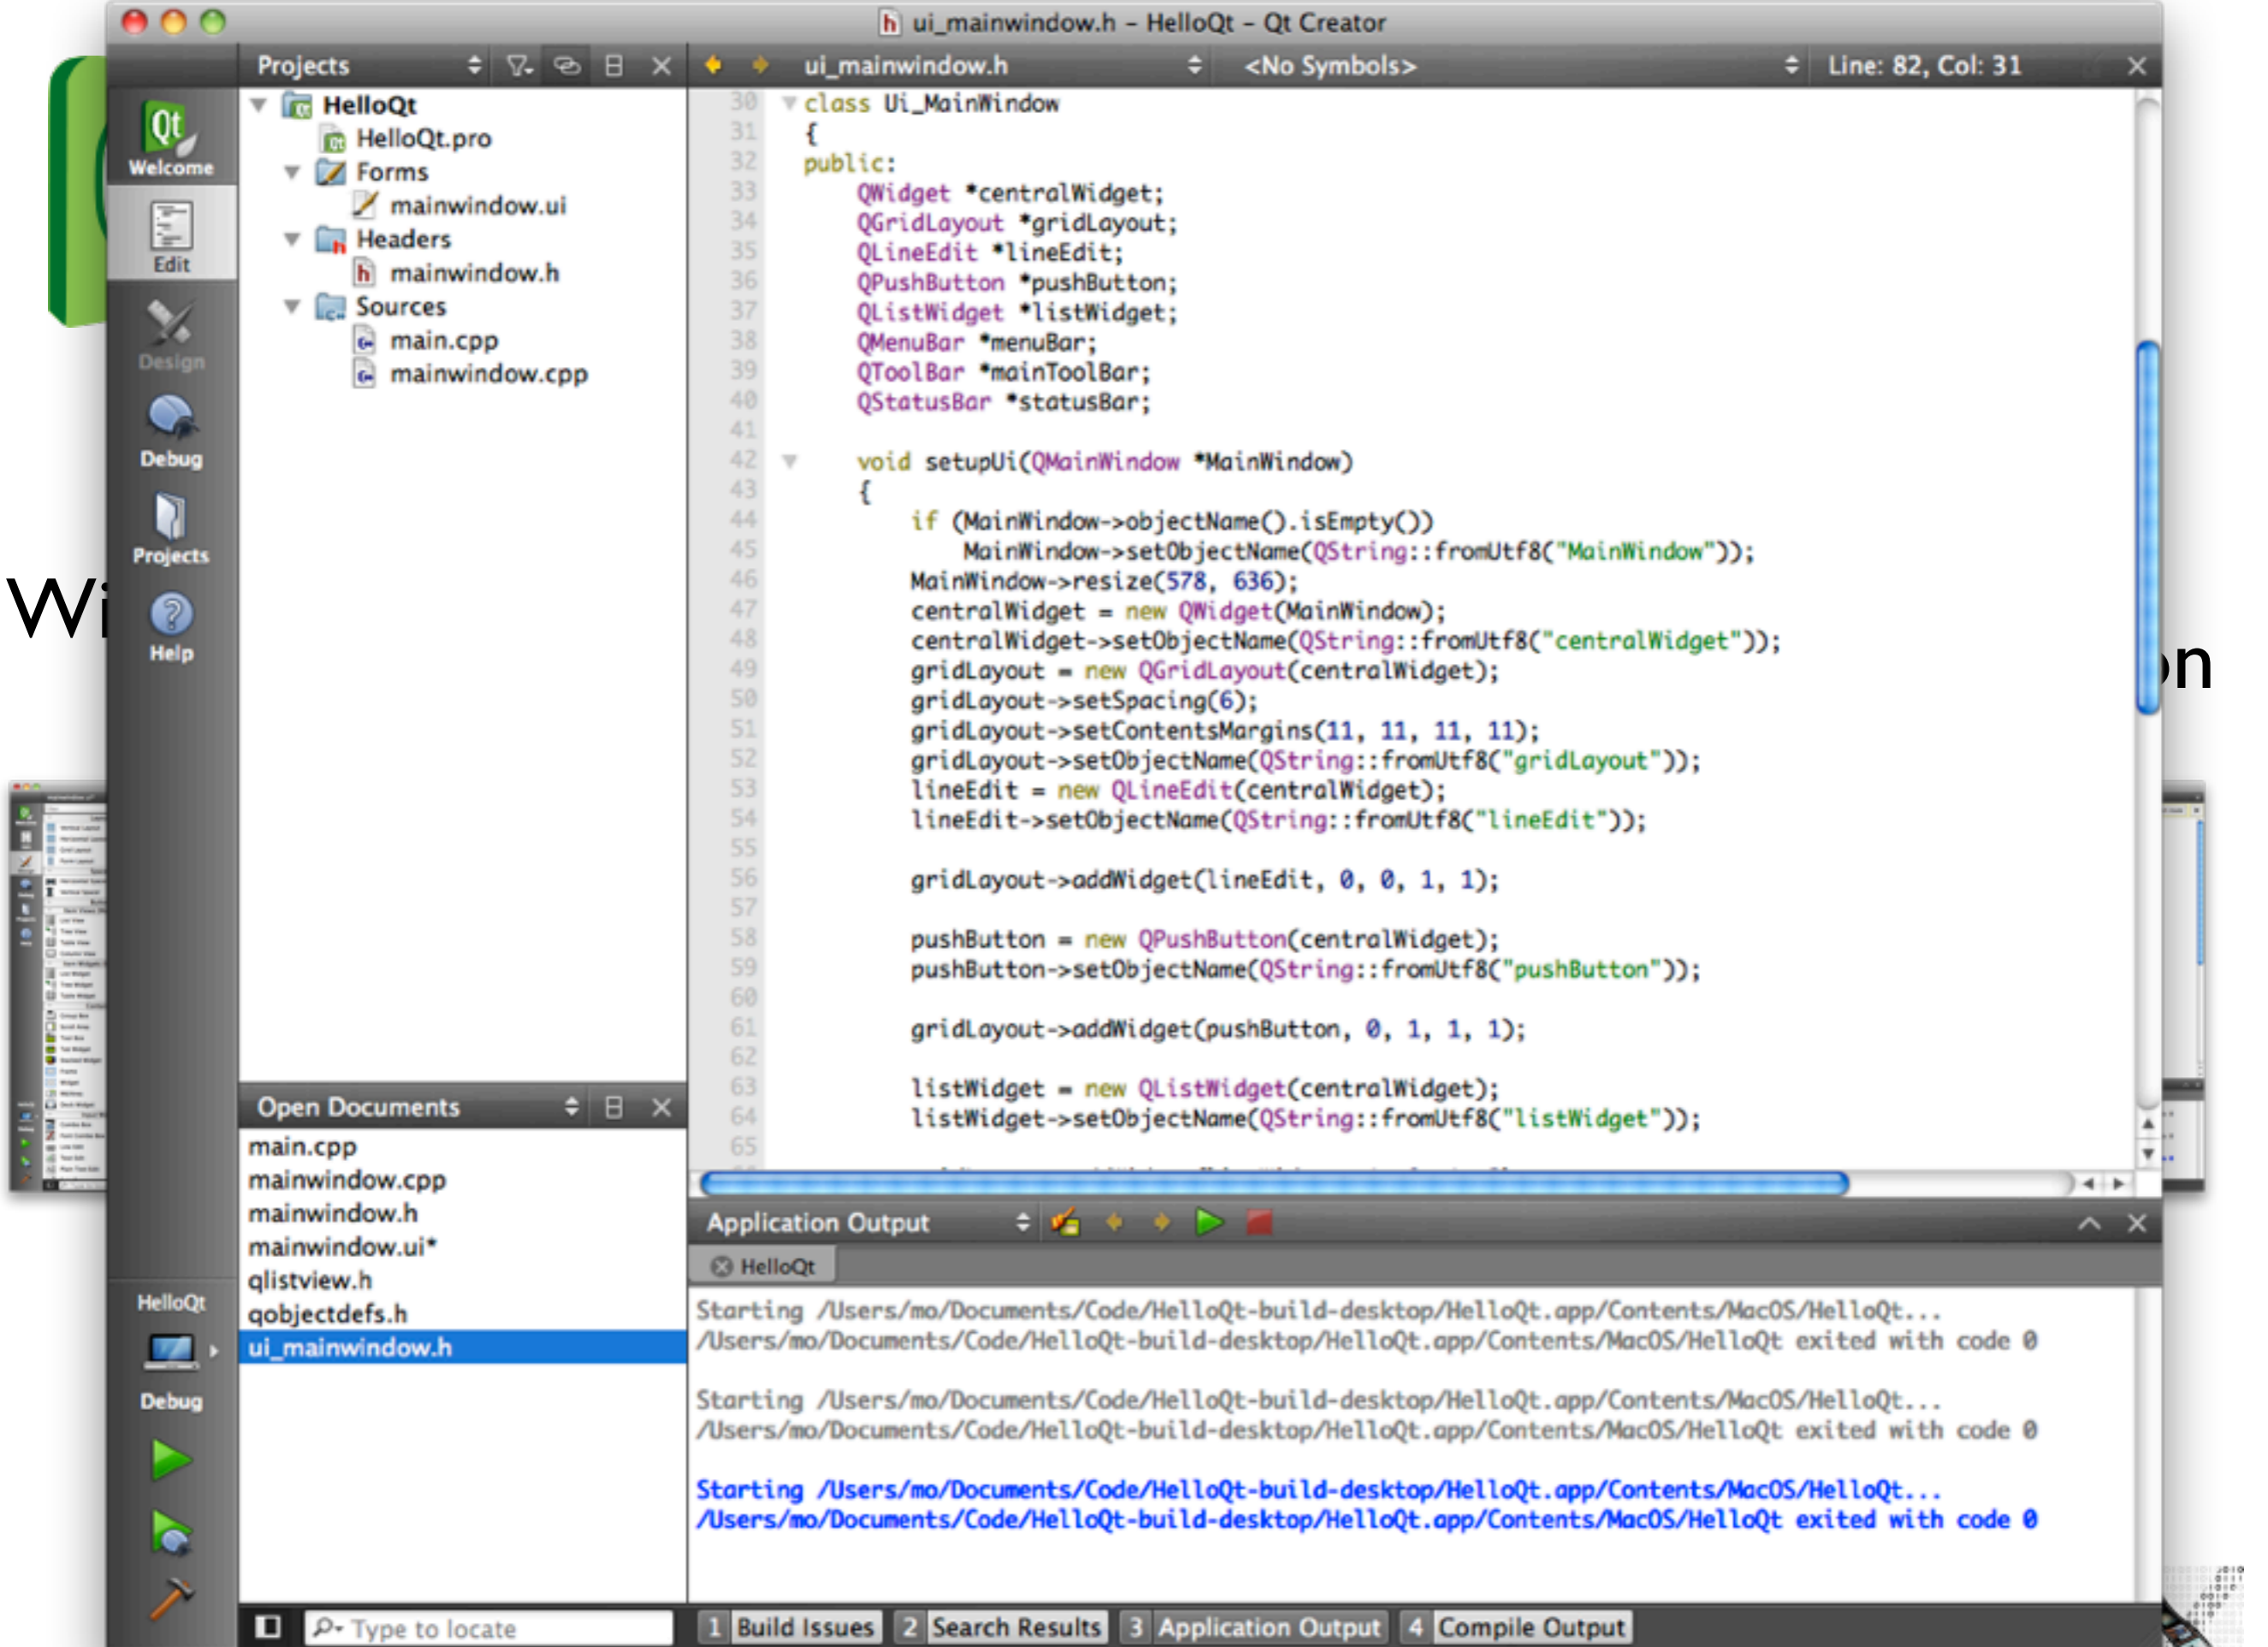 ui_mainwindow.h – HelloQt – Qt Creator
Projects
ui_mainwindow.h
<No Symbols>
Line: 82, Col: 31
Qt
Welcome
Edit
Design
Debug
Projects
Help
HelloQt
HelloQt.pro
Forms
mainwindow.ui
Headers
mainwindow.h
Sources
main.cpp
mainwindow.cpp
30 class Ui_MainWindow
31 {
32 public:
33 QWidget *centralWidget;
34 QGridLayout *gridLayout;
35 QLineEdit *lineEdit;
36 QPushButton *pushButton;
37 QListWidget *listWidget;
38 QMenuBar *menuBar;
39 QToolBar *mainToolBar;
40 QStatusBar *statusBar;
41
42 void setupUi(QMainWindow *MainWindow)
43 {
44 if (MainWindow->objectName().isEmpty())
45 MainWindow->setObjectName(QString::fromUtf8("MainWindow"));
46 MainWindow->resize(578, 636);
47 centralWidget = new QWidget(MainWindow);
48 centralWidget->setObjectName(QString::fromUtf8("centralWidget"));
49 gridLayout = new QGridLayout(centralWidget);
50 gridLayout->setSpacing(6);
51 gridLayout->setContentsMargins(11, 11, 11, 11);
52 gridLayout->setObjectName(QString::fromUtf8("gridLayout"));
53 lineEdit = new QLineEdit(centralWidget);
54 lineEdit->setObjectName(QString::fromUtf8("lineEdit"));
55
56 gridLayout->addWidget(lineEdit, 0, 0, 1, 1);
57
58 pushButton = new QPushButton(centralWidget);
59 pushButton->setObjectName(QString::fromUtf8("pushButton"));
60
61 gridLayout->addWidget(pushButton, 0, 1, 1, 1);
62
63 listWidget = new QListWidget(centralWidget);
64 listWidget->setObjectName(QString::fromUtf8("listWidget"));
65
Wi
on
Open Documents
main.cpp
mainwindow.cpp
mainwindow.h
mainwindow.ui*
qlistview.h
qobjectdefs.h
ui_mainwindow.h
HelloQt
Debug
Application Output
HelloQt
Starting /Users/mo/Documents/Code/HelloQt-build-desktop/HelloQt.app/Contents/MacOS/HelloQt...
/Users/mo/Documents/Code/HelloQt-build-desktop/HelloQt.app/Contents/MacOS/HelloQt exited with code 0
Starting /Users/mo/Documents/Code/HelloQt-build-desktop/HelloQt.app/Contents/MacOS/HelloQt...
/Users/mo/Documents/Code/HelloQt-build-desktop/HelloQt.app/Contents/MacOS/HelloQt exited with code 0
Starting /Users/mo/Documents/Code/HelloQt-build-desktop/HelloQt.app/Contents/MacOS/HelloQt...
/Users/mo/Documents/Code/HelloQt-build-desktop/HelloQt.app/Contents/MacOS/HelloQt exited with code 0
Type to locate
1 Build Issues 2 Search Results 3 Application Output 4 Compile Output